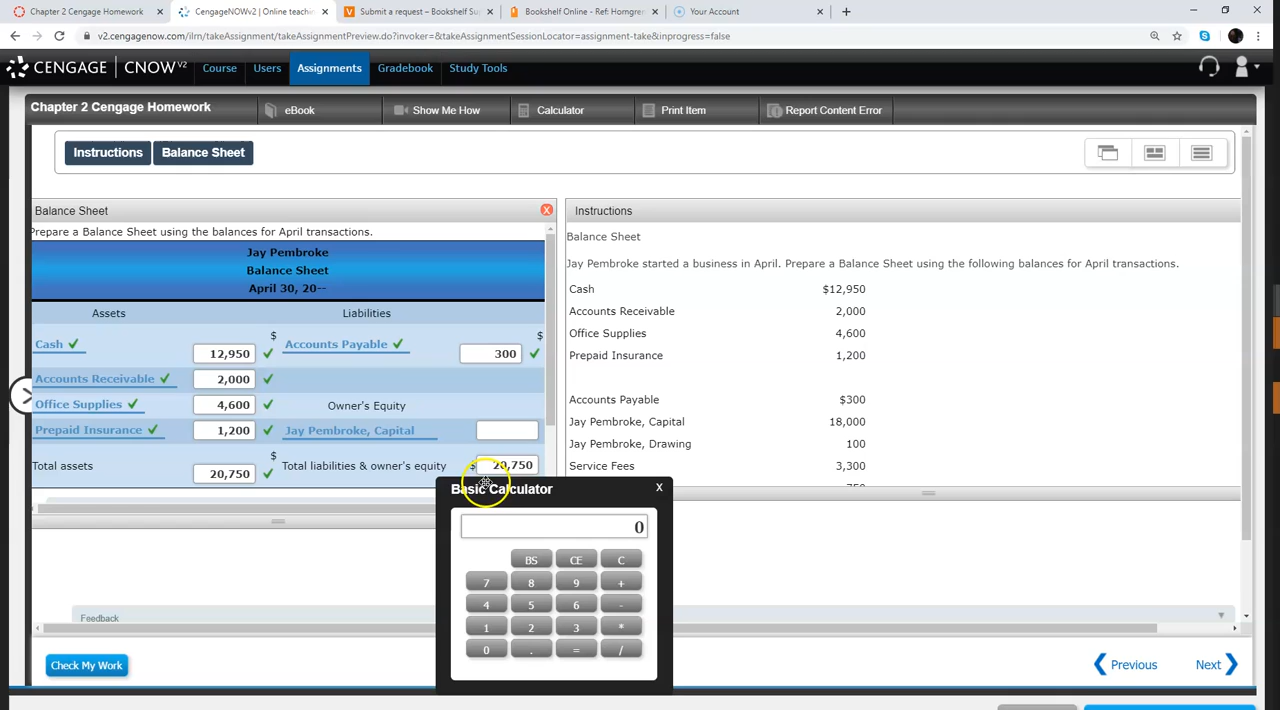 Chapter 2 Cengage Homework
CengageNOWv2 | Online teachin
Submit a request – Bookshelf Sup
Bookshelf Online - Ref: Horngren
Your Account
v2.cengagenow.com/ilrn/takeAssignment/takeAssignmentPreview.do?invoker=&takeAssignmentSessionLocator=assignment-take&inprogress=false
CENGAGE | CNOWV2 Course Users Assignments Gradebook Study Tools
Chapter 2 Cengage Homework eBook Show Me How Calculator Print Item Report Content Error
Instructions Balance Sheet
Balance Sheet X
Prepare a Balance Sheet using the balances for April transactions.
Jay Pembroke
Balance Sheet
April 30, 20--
Assets Liabilities
Cash $ 12,950 Accounts Payable $ 300
Accounts Receivable 2,000
Office Supplies 4,600 Owner's Equity
Prepaid Insurance 1,200 Jay Pembroke, Capital
Total assets $ 20,750 Total liabilities & owner's equity $ 20,750
Instructions
Balance Sheet
Jay Pembroke started a business in April. Prepare a Balance Sheet using the following balances for April transactions.
Cash $12,950
Accounts Receivable 2,000
Office Supplies 4,600
Prepaid Insurance 1,200
Accounts Payable $300
Jay Pembroke, Capital 18,000
Jay Pembroke, Drawing 100
Service Fees 3,300
Basic Calculator X
0
BS CE C
7 8 9 +
4 5 6 -
1 2 3 *
0 . = /
Feedback
Check My Work
Previous Next